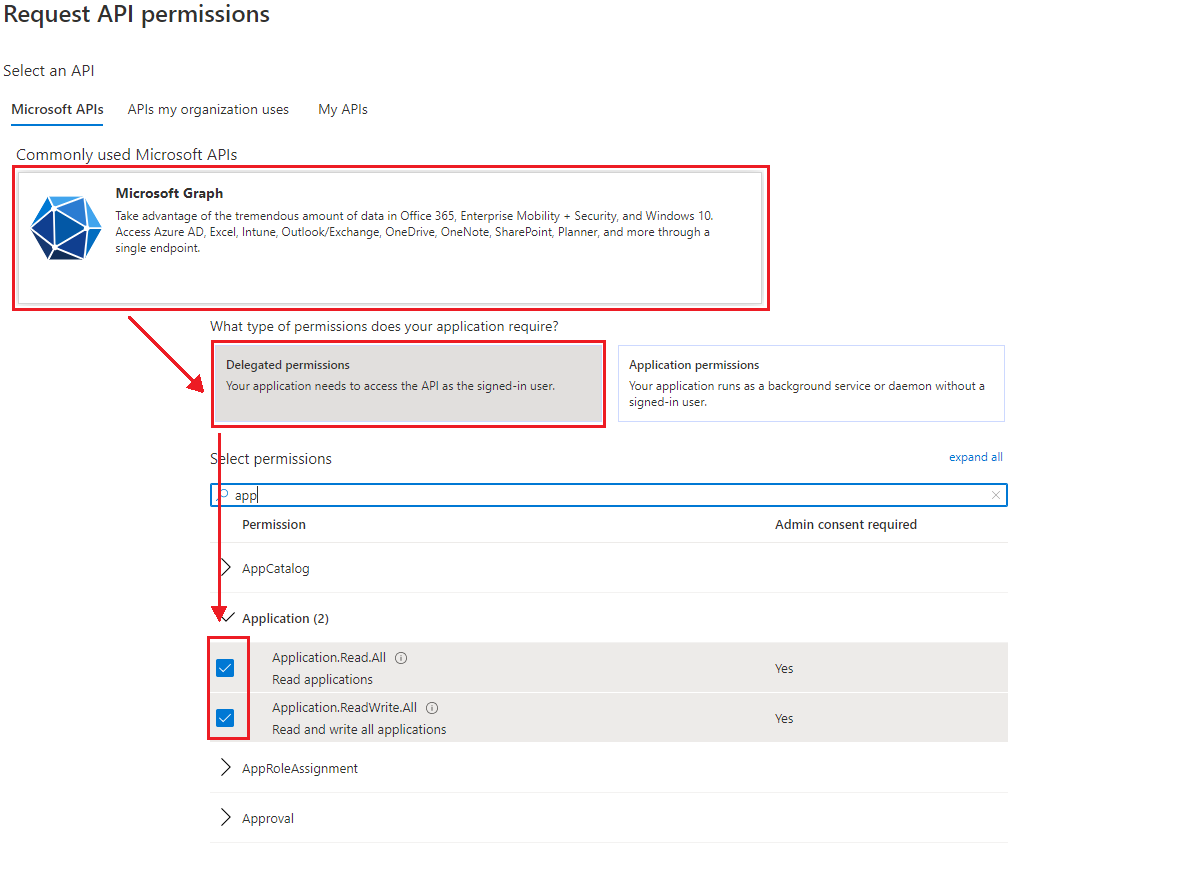 Request API permissions
Select an API
Microsoft APIs APIs my organization uses My APIs
Commonly used Microsoft APIs
Microsoft Graph
Take advantage of the tremendous amount of data in Office 365, Enterprise Mobility + Security, and Windows 10.
Access Azure AD, Excel, Intune, Outlook/Exchange, OneDrive, OneNote, SharePoint, Planner, and more through a
single endpoint.
What type of permissions does your application require?
Delegated permissions
Your application needs to access the API as the signed-in user.
Application permissions
Your application runs as a background service or daemon without a
signed-in user.
Select permissions
expand all
app
Permission Admin consent required
AppCatalog
Application (2)
Application.Read.All
Read applications
Yes
Application.ReadWrite.All
Read and write all applications
Yes
AppRoleAssignment
Approval